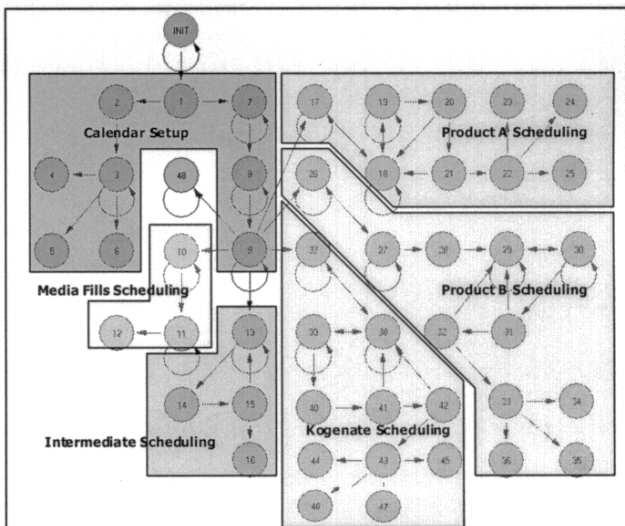 INIT
2 1 7 17 19 20 23 24
Calendar Setup Product A Scheduling
4 3 48 8 26 18 21 22 25
5 6 10 9 27 29 30
Media Fills Scheduling Product B Scheduling
12 11 13 38 32 31
14 15 40 41 42 33 34
Intermediate Scheduling Kogenate Scheduling
16 44 43 45 36 35
46 47